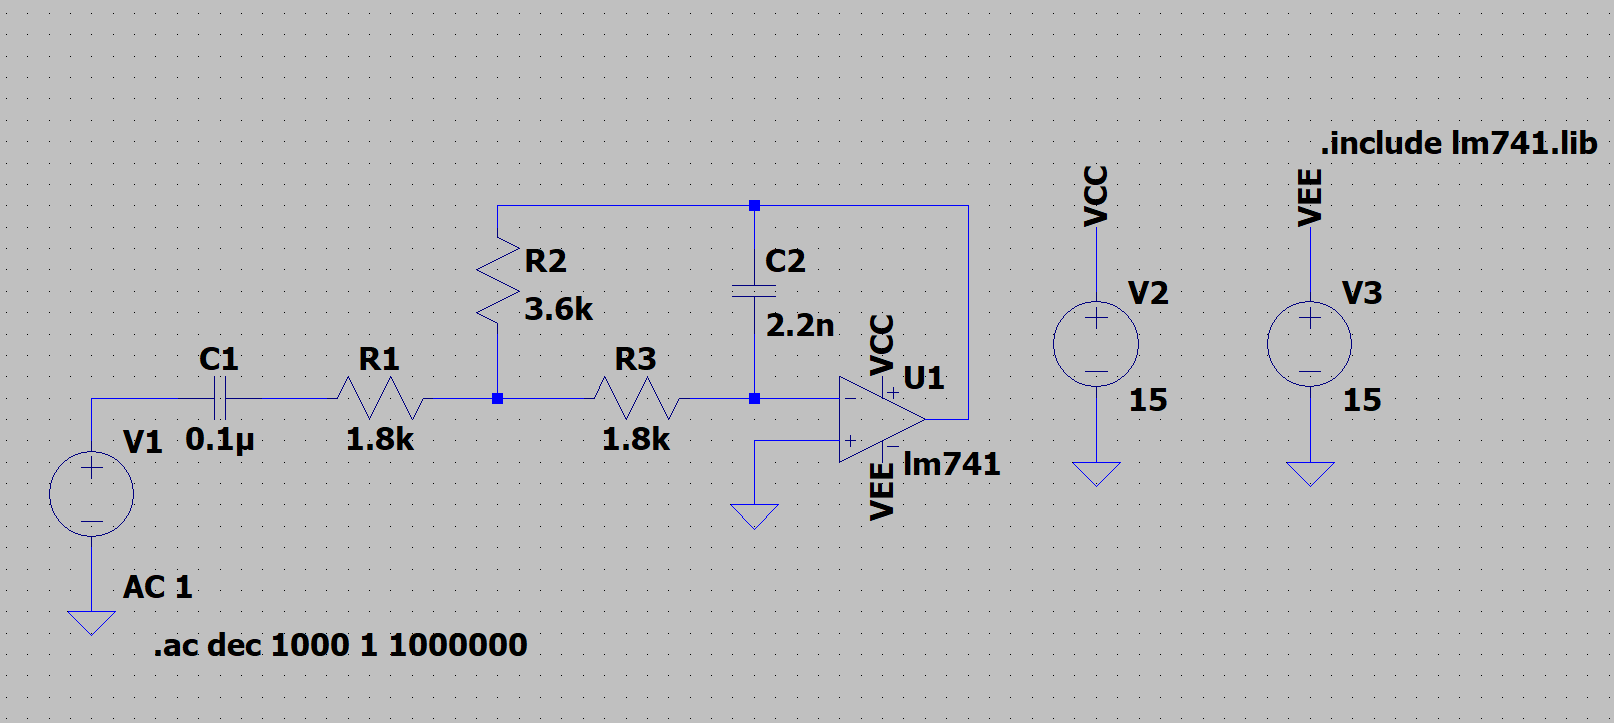 .include lm741.lib
VCC
VEE
R2
3.6k
C2
2.2n
V2
15
V3
15
C1
0.1µ
R1
1.8k
R3
1.8k
VCC
U1
lm741
VEE
V1
AC 1
.ac dec 1000 1 1000000